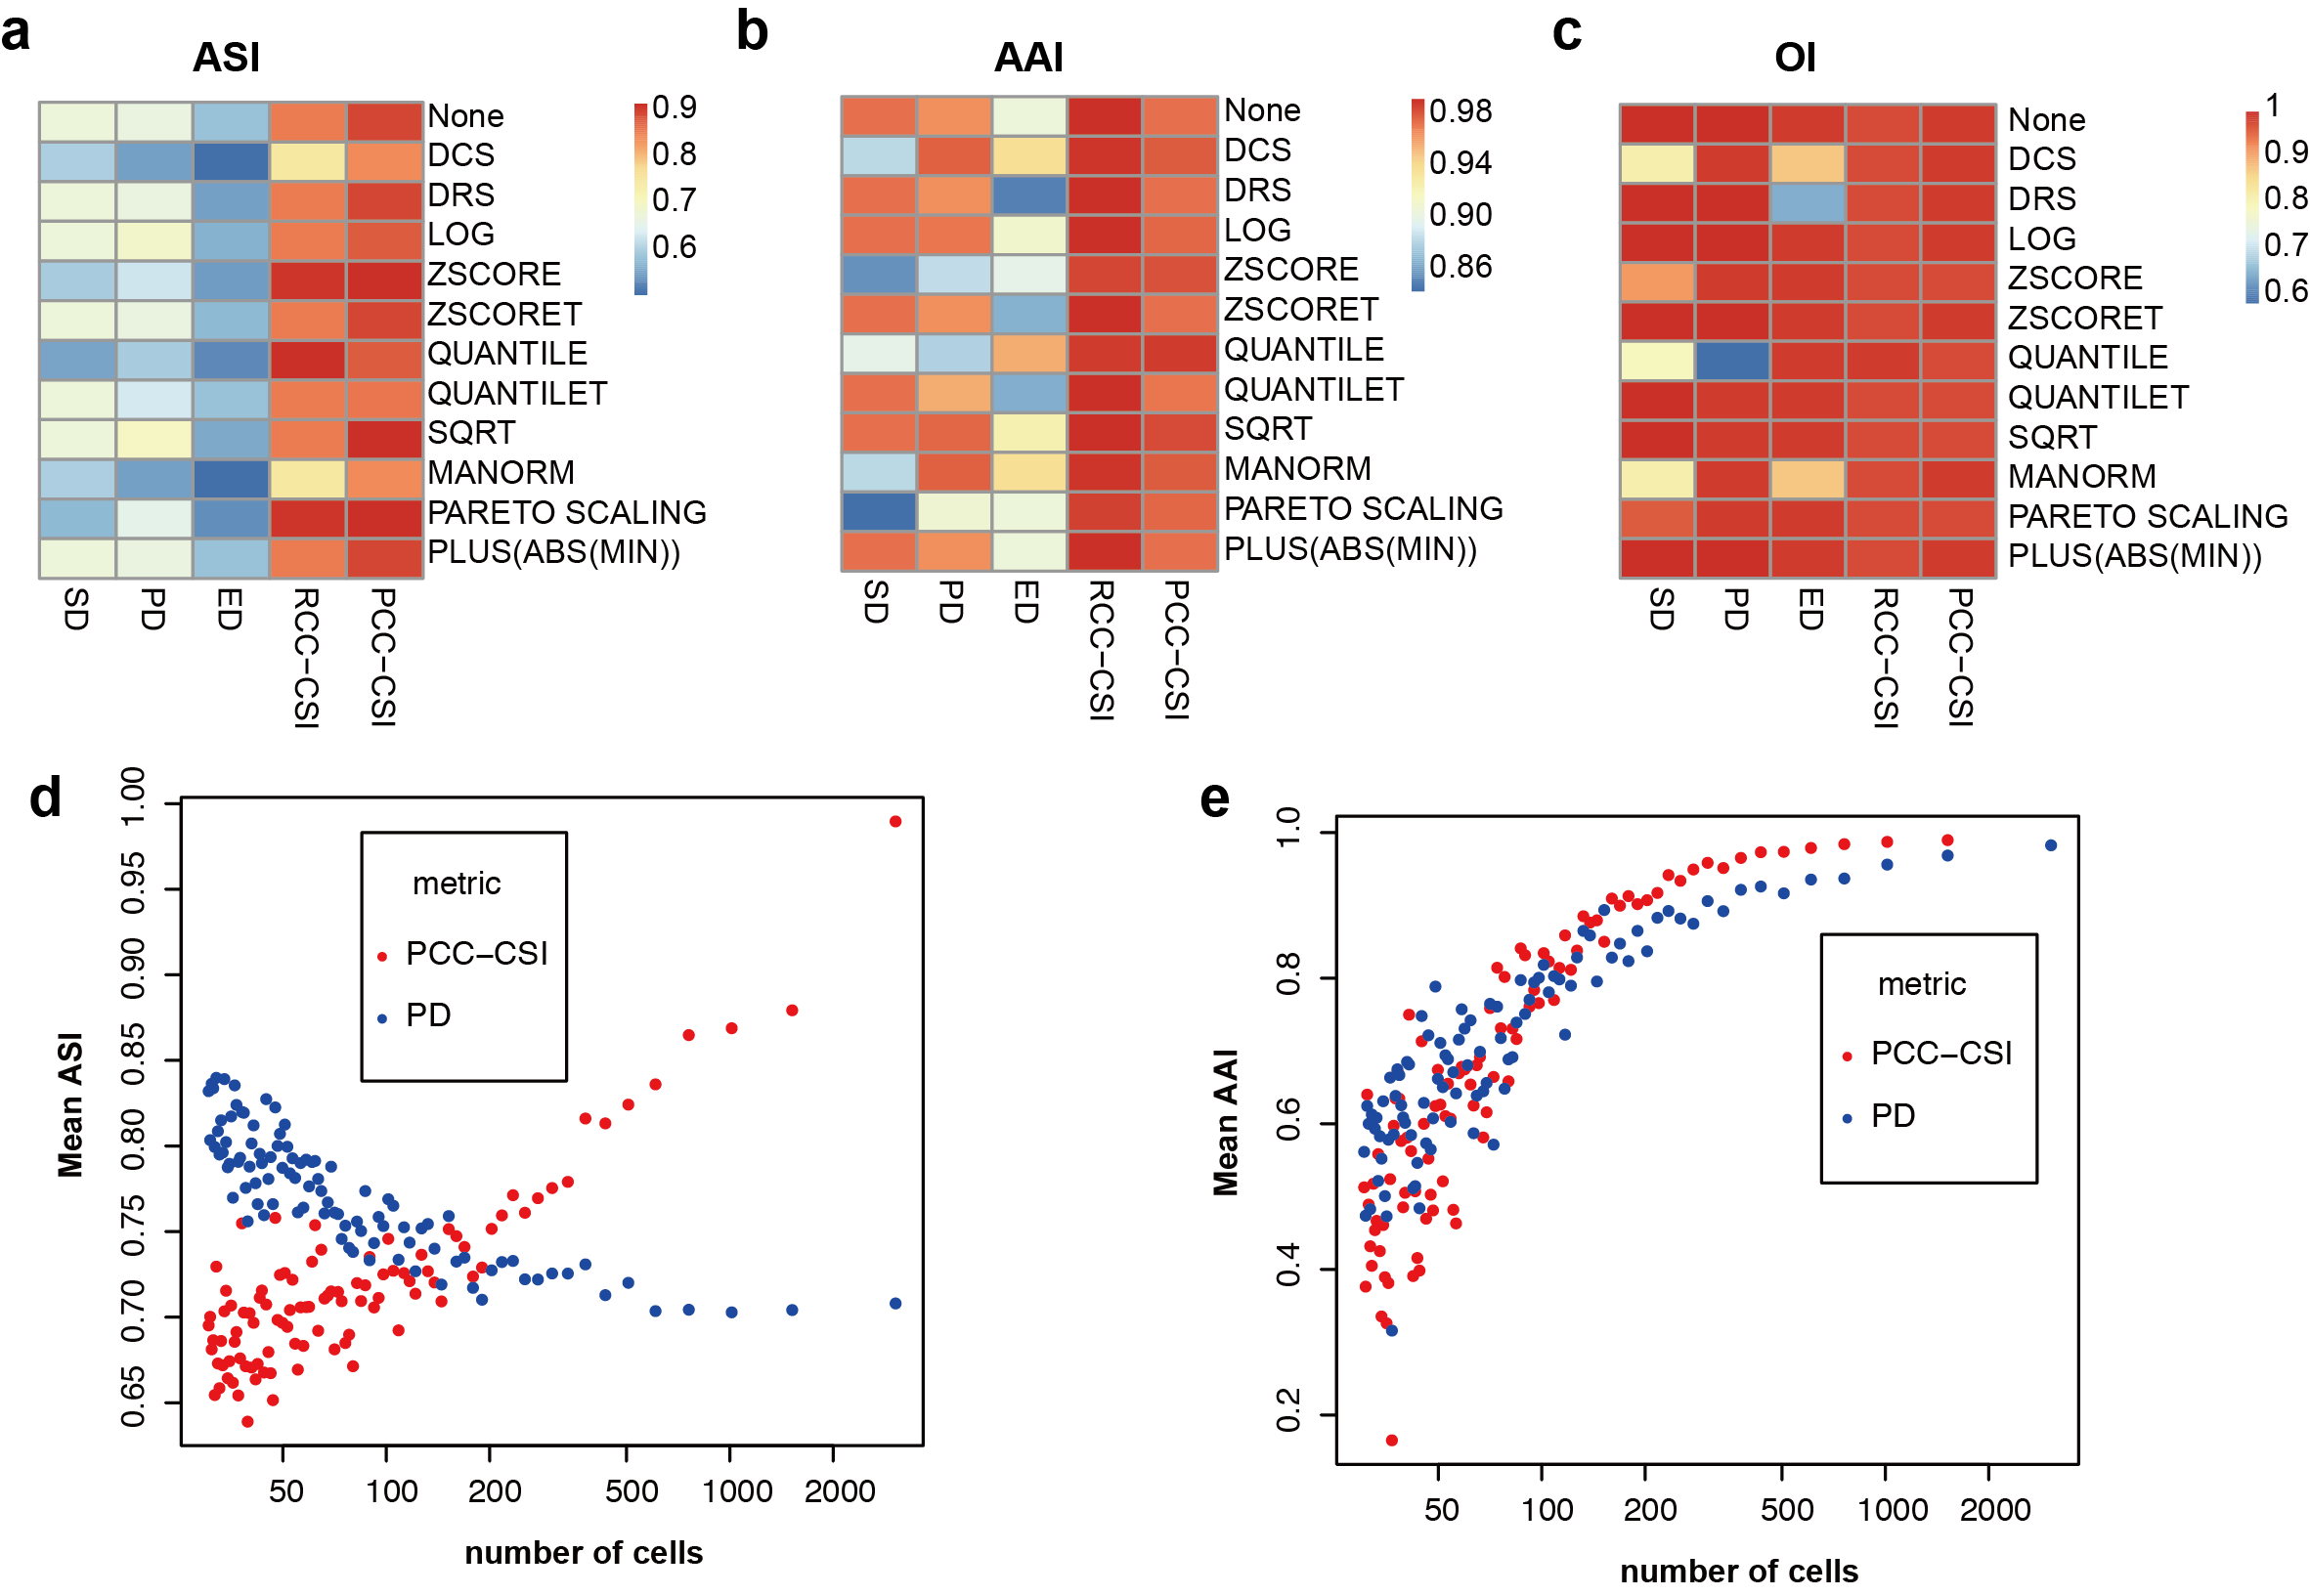 a
ASI
None
DCS
DRS
LOG
ZSCORE
ZSCORET
QUANTILE
QUANTILET
SQRT
MANORM
PARETO SCALING
PLUS(ABS(MIN))
0.9
0.8
0.7
0.6
SD
PD
ED
RCC−CSI
PCC−CSI
b
AAI
None
DCS
DRS
LOG
ZSCORE
ZSCORET
QUANTILE
QUANTILET
SQRT
MANORM
PARETO SCALING
PLUS(ABS(MIN))
0.98
0.94
0.90
0.86
SD
PD
ED
RCC−CSI
PCC−CSI
c
OI
None
DCS
DRS
LOG
ZSCORE
ZSCORET
QUANTILE
QUANTILET
SQRT
MANORM
PARETO SCALING
PLUS(ABS(MIN))
1
0.9
0.8
0.7
0.6
SD
PD
ED
RCC−CSI
PCC−CSI
d
Mean ASI
1.00
0.95
0.90
0.85
0.80
0.75
0.70
0.65
metric
PCC−CSI
PD
50 100 200 500 1000 2000
number of cells
e
Mean AAI
1.0
0.8
0.6
0.4
0.2
metric
PCC−CSI
PD
50 100 200 500 1000 2000
number of cells